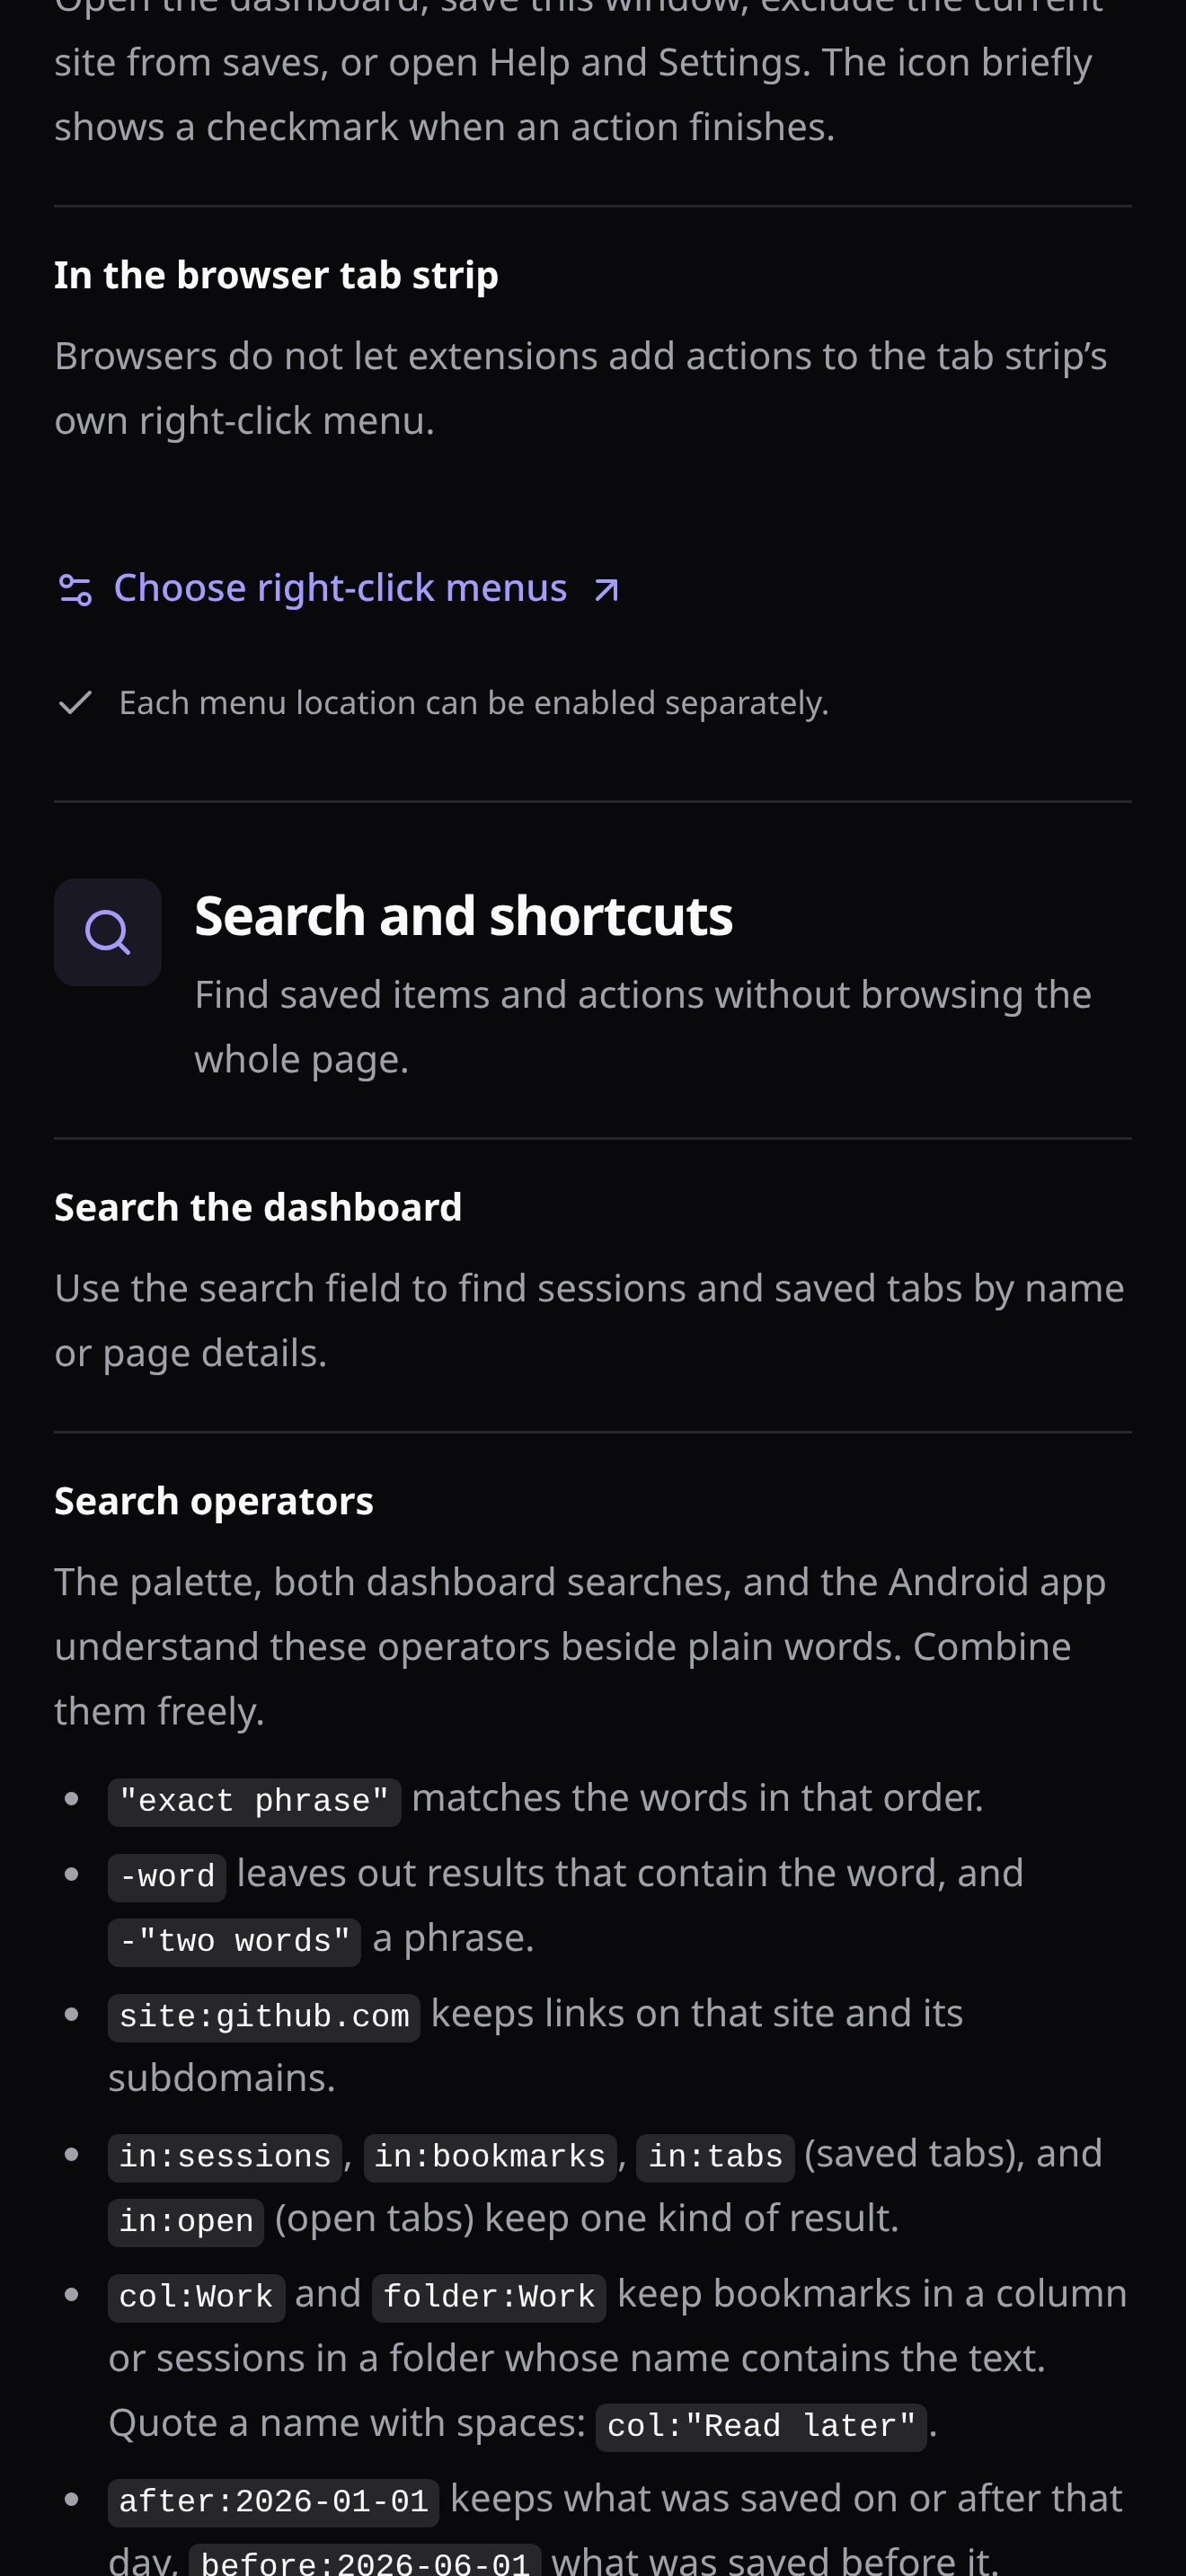 Open the dashboard, save this window, exclude the current
site from saves, or open Help and Settings. The icon briefly
shows a checkmark when an action finishes.
In the browser tab strip
Browsers do not let extensions add actions to the tab strip’s
own right-click menu.
Choose right-click menus
Each menu location can be enabled separately.
Search and shortcuts
Find saved items and actions without browsing the
whole page.
Search the dashboard
Use the search field to find sessions and saved tabs by name
or page details.
Search operators
The palette, both dashboard searches, and the Android app
understand these operators beside plain words. Combine
them freely.
"exact phrase" matches the words in that order.
-word leaves out results that contain the word, and
-"two words" a phrase.
site:github.com keeps links on that site and its
subdomains.
in:sessions, in:bookmarks, in:tabs (saved tabs), and
in:open (open tabs) keep one kind of result.
col:Work and folder:Work keep bookmarks in a column
or sessions in a folder whose name contains the text.
Quote a name with spaces: col:"Read later".
after:2026-01-01 keeps what was saved on or after that
day, before:2026-06-01 what was saved before it.